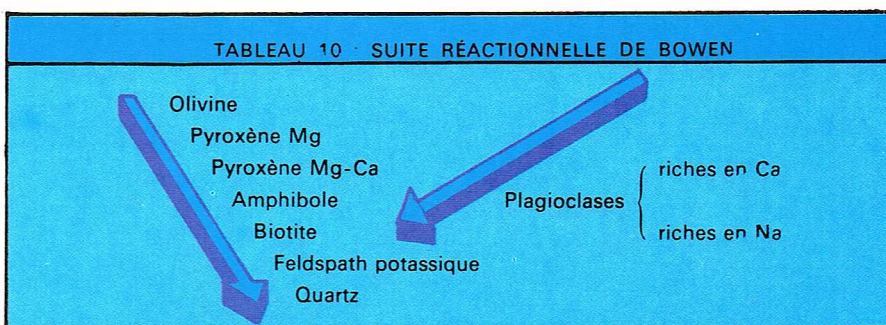 TABLEAU 10 · SUITE RÉACTIONNELLE DE BOWEN
Olivine
Pyroxène Mg
Pyroxène Mg-Ca
Amphibole
Biotite
Feldspath potassique
Quartz
Plagioclases
riches en Ca
riches en Na